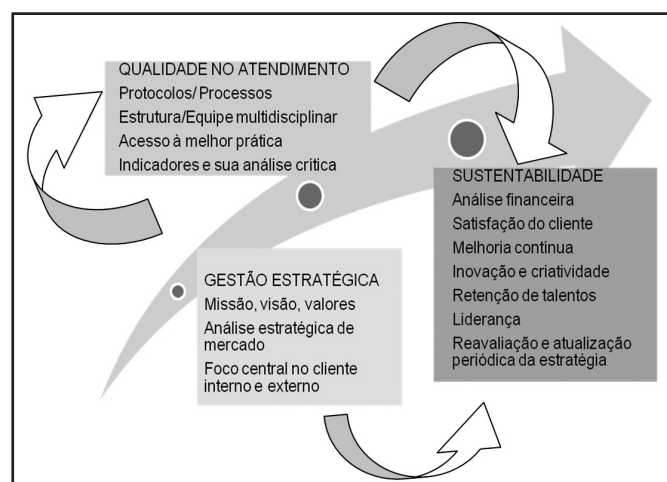 QUALIDADE NO ATENDIMENTO
Protocolos/ Processos
Estrutura/Equipe multidisciplinar
Acesso à melhor prática
Indicadores e sua análise crítica
SUSTENTABILIDADE
Análise financeira
Satisfação do cliente
Melhoria continua
Inovação e criatividade
Retenção de talentos
Liderança
Reavaliação e atualização
periódica da estratégia
GESTÃO ESTRATÉGICA
Missão, visão, valores
Análise estratégica de
mercado
Foco central no cliente
interno e externo